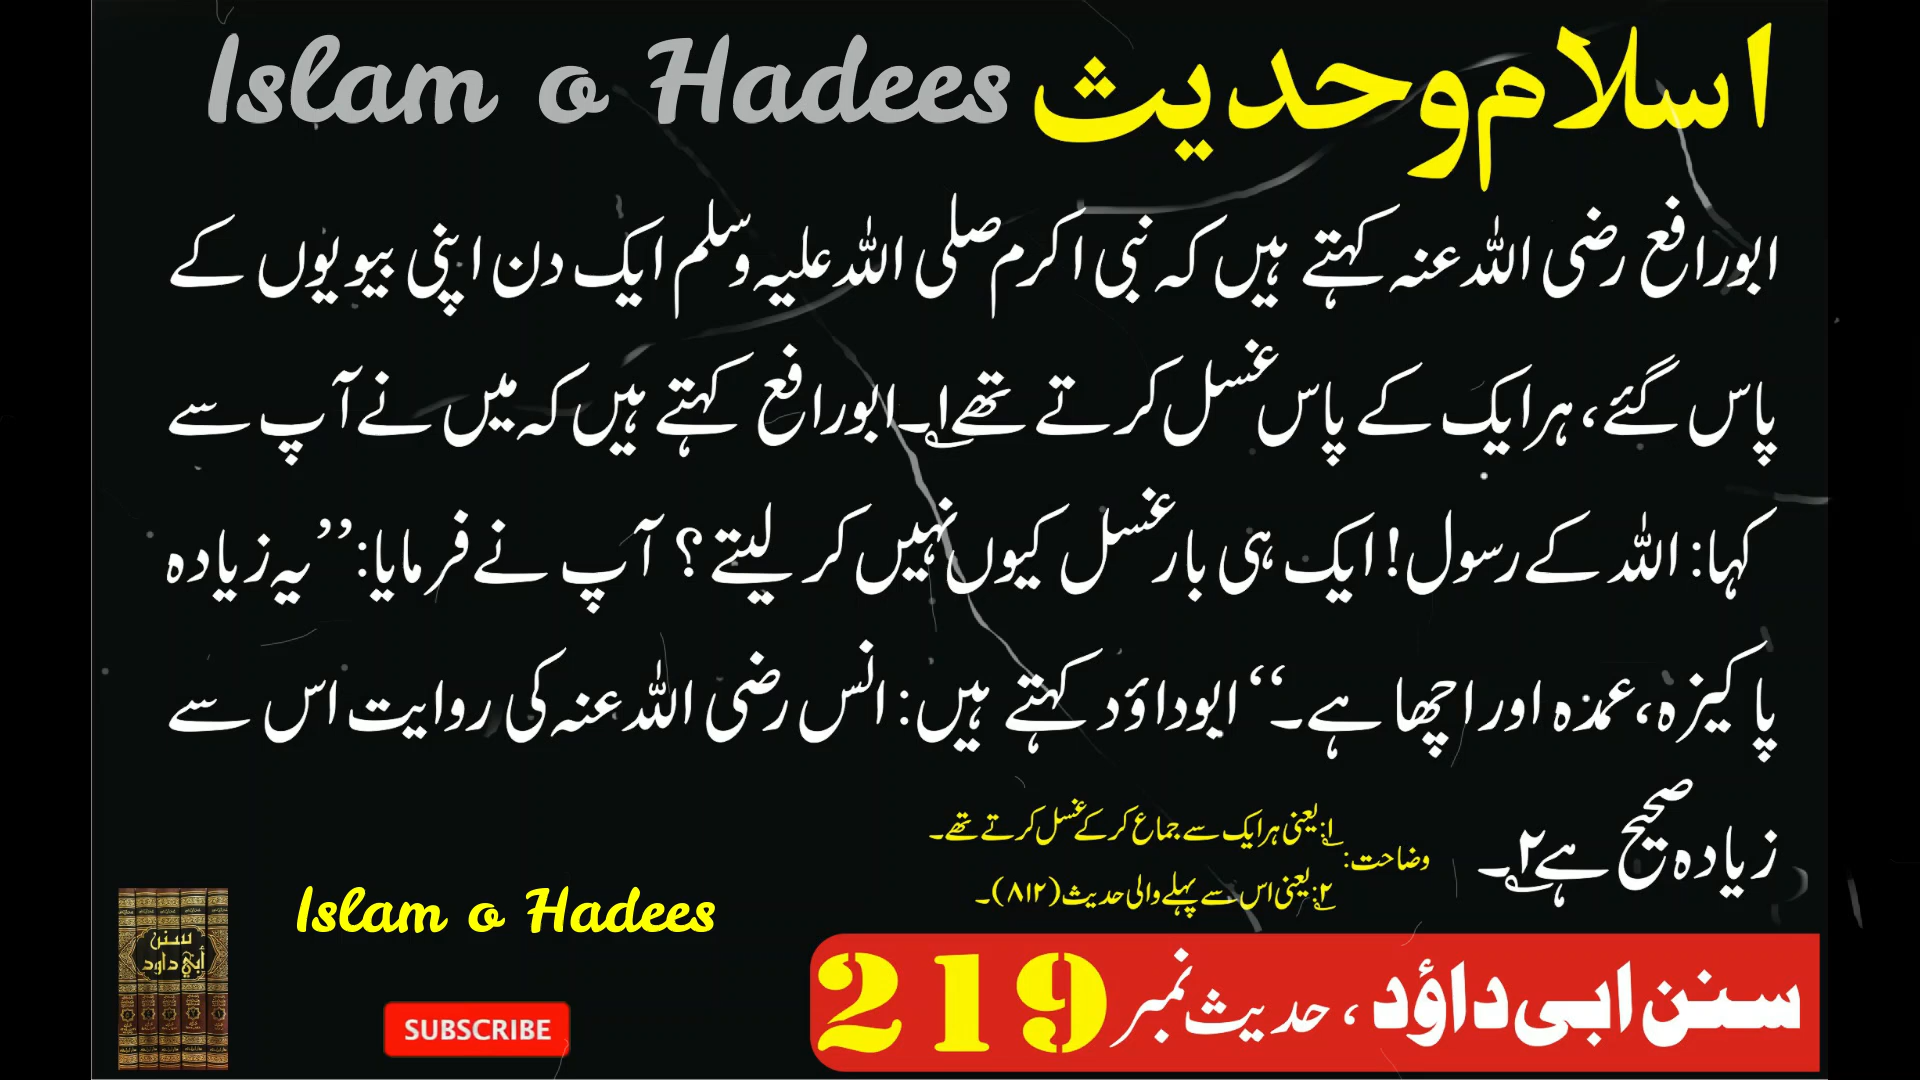 Islam o Hadees اسلام و حدیث
ابورافع رضی اللہ عنہ کہتے ہیں کہ نبی اکرم صلی اللہ علیہ وسلم ایک دن اپنی بیویوں کے
پاس گئے، ہر ایک کے پاس غسل کرتے تھے۱؎۔ ابورافع کہتے ہیں کہ میں نے آپ سے
کہا: اللہ کے رسول! ایک ہی بار غسل کیوں نہیں کر لیتے؟ آپ نے فرمایا: ’’یہ زیادہ
پاکیزہ، عمدہ اور اچھا ہے۔‘‘ ابوداؤد کہتے ہیں: انس رضی اللہ عنہ کی روایت اس سے
زیادہ صحیح ہے۲؎۔
وضاحت:
۱؎: یعنی ہر ایک سے جماع کر کے غسل کرتے تھے۔
۲؎: یعنی اس سے پہلے والی حدیث (۸۱۲)۔
Islam o Hadees
سنن
أبي داود
SUBSCRIBE
سنن ابی داؤد، حدیث نمبر 219